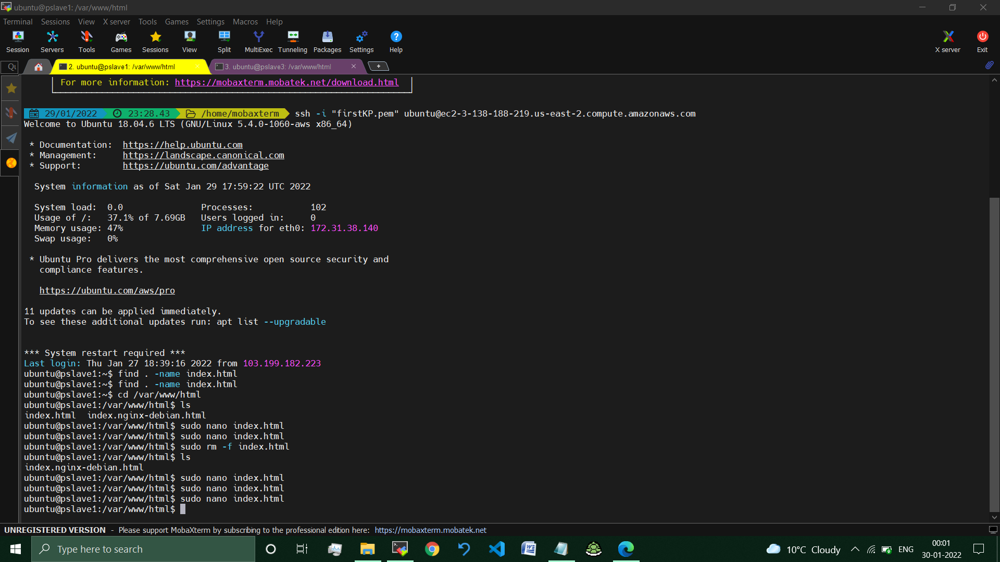 ubuntu@pslave1: /var/www/html
Terminal Sessions View X server Tools Games Settings Macros Help
Session Servers Tools Games Sessions View Split MultiExec Tunneling Packages Settings Help X server Exit
Qu 2. ubuntu@pslave1: /var/www/html 3. ubuntu@pslave3: /var/www/html
For more information: https://mobaxterm.mobatek.net/download.html
29/01/2022 23:28.43 /home/mobaxterm ssh -i "firstKP.pem" ubuntu@ec2-3-138-188-219.us-east-2.compute.amazonaws.com
Welcome to Ubuntu 18.04.6 LTS (GNU/Linux 5.4.0-1060-aws x86_64)
* Documentation: https://help.ubuntu.com
* Management: https://landscape.canonical.com
* Support: https://ubuntu.com/advantage
System information as of Sat Jan 29 17:59:22 UTC 2022
System load: 0.0 Processes: 102
Usage of /: 37.1% of 7.69GB Users logged in: 0
Memory usage: 47% IP address for eth0: 172.31.38.140
Swap usage: 0%
* Ubuntu Pro delivers the most comprehensive open source security and
compliance features.
https://ubuntu.com/aws/pro
11 updates can be applied immediately.
To see these additional updates run: apt list --upgradable
*** System restart required ***
Last login: Thu Jan 27 18:39:16 2022 from 103.199.182.223
ubuntu@pslave1:~$ find . -name index.html
ubuntu@pslave1:~$ find . -name index.html
ubuntu@pslave1:~$ cd /var/www/html
ubuntu@pslave1:/var/www/html$ ls
index.html index.nginx-debian.html
ubuntu@pslave1:/var/www/html$ sudo nano index.html
ubuntu@pslave1:/var/www/html$ sudo nano index.html
ubuntu@pslave1:/var/www/html$ sudo rm -f index.html
ubuntu@pslave1:/var/www/html$ ls
index.nginx-debian.html
ubuntu@pslave1:/var/www/html$ sudo nano index.html
ubuntu@pslave1:/var/www/html$ sudo nano index.html
ubuntu@pslave1:/var/www/html$ sudo nano index.html
ubuntu@pslave1:/var/www/html$
UNREGISTERED VERSION - Please support MobaXterm by subscribing to the professional edition here: https://mobaxterm.mobatek.net
Type here to search 10°C Cloudy ENG 00:01
30-01-2022